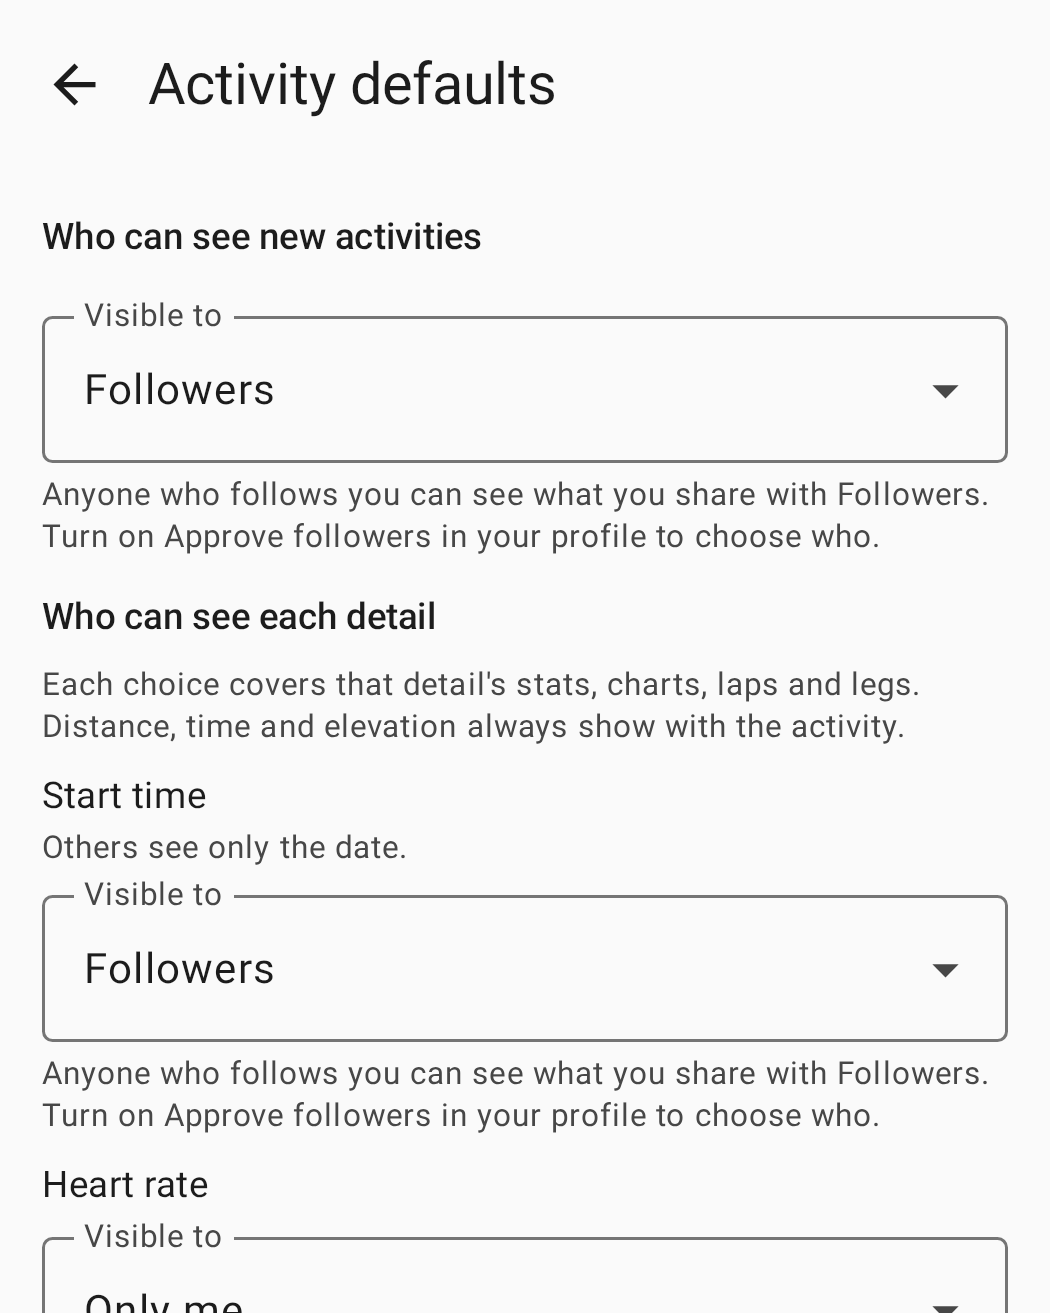 Activity defaults
Who can see new activities
Visible to
Followers
Anyone who follows you can see what you share with Followers.
Turn on Approve followers in your profile to choose who.
Who can see each detail
Each choice covers that detail's stats, charts, laps and legs.
Distance, time and elevation always show with the activity.
Start time
Others see only the date.
Visible to
Followers
Anyone who follows you can see what you share with Followers.
Turn on Approve followers in your profile to choose who.
Heart rate
Visible to
Only me